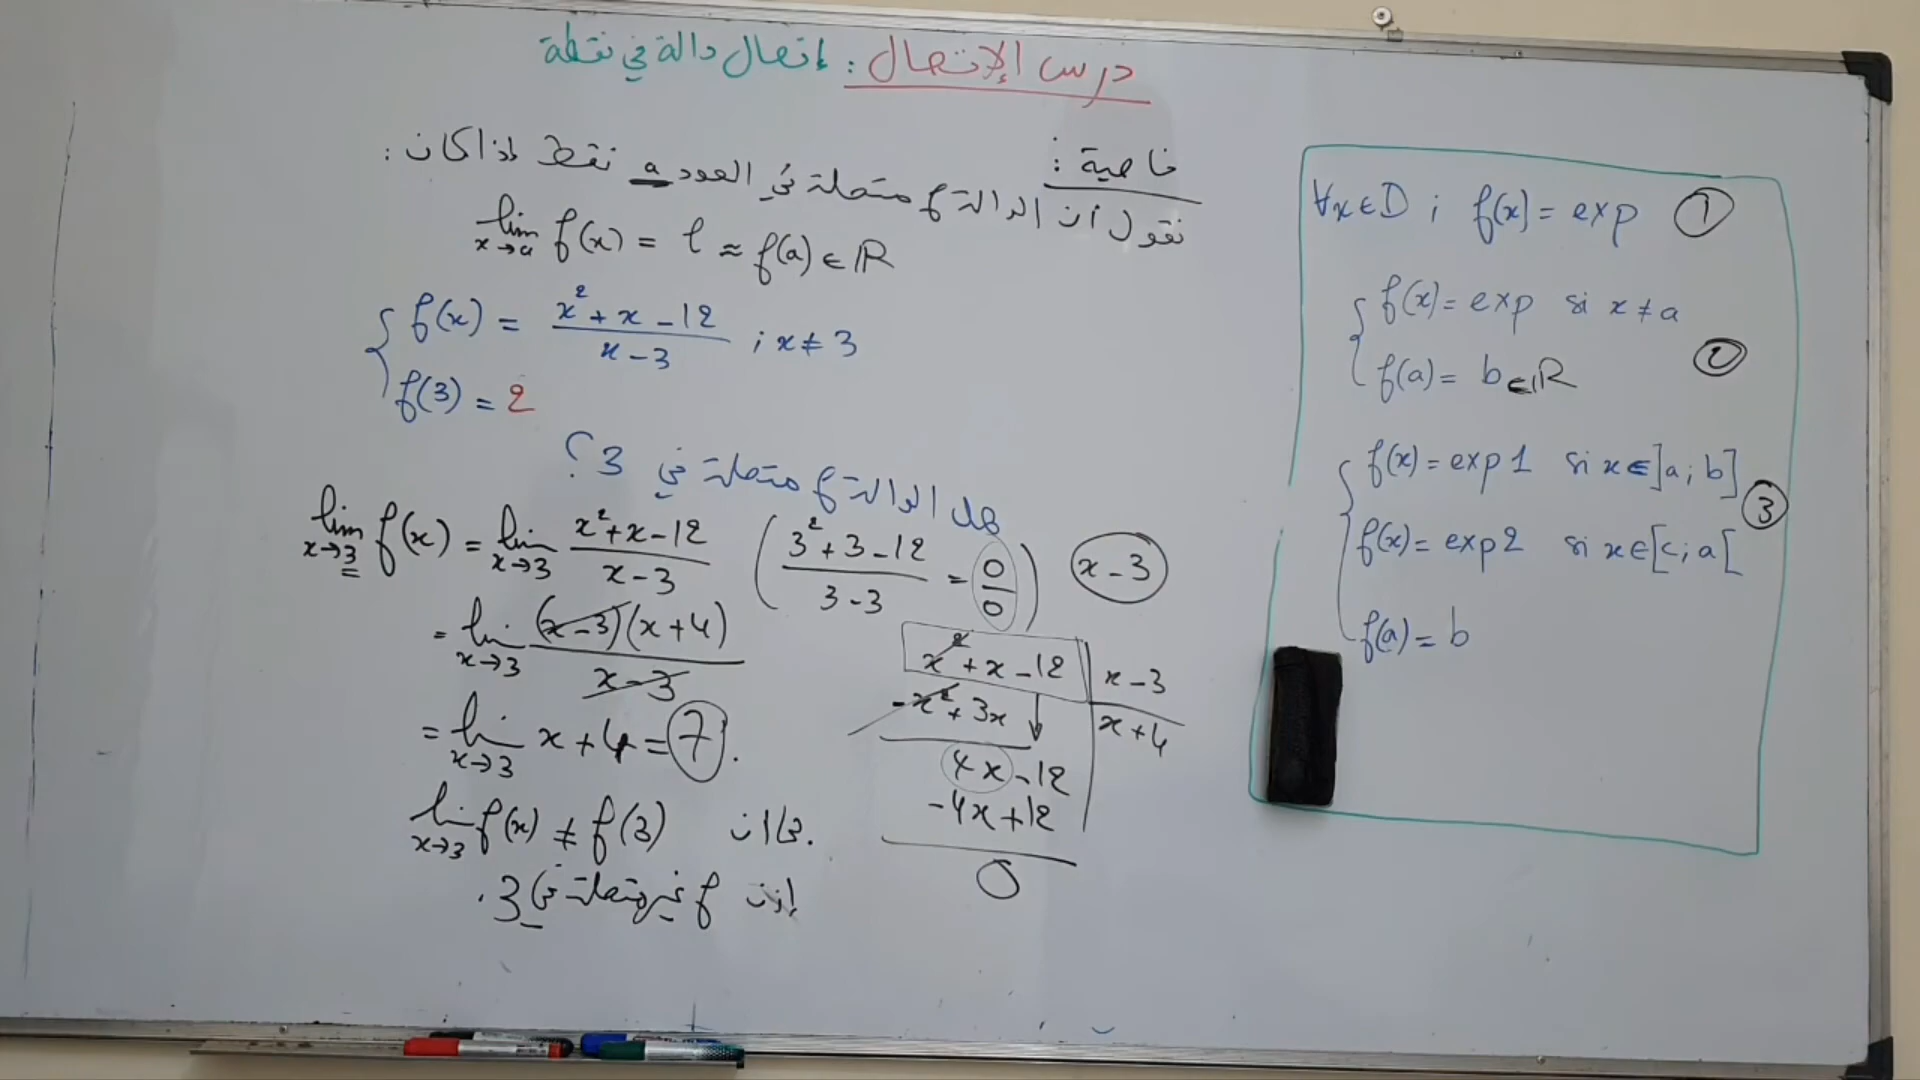 درس الإتصال : إتصال دالة في نقطة
خاصية :
نقول أن الدالة f متصلة في العدد a فقط إذا كان :
lim x→a f(x) = l ≈ f(a) ∈ ℝ
{ f(x) = (x² + x - 12)/(x - 3) ; x ≠ 3
f(3) = 2
هل الدالة f متصلة في 3 ؟
lim x→3 f(x) = lim x→3 (x² + x - 12)/(x - 3) ( (3² + 3 - 12)/(3 - 3) = 0/0 ) x - 3
= lim x→3 (x - 3)(x + 4)/(x - 3)
= lim x→3 x + 4 = 7 .
lim x→3 f(x) ≠ f(3)
إذن f غير متصلة في 3 .
x² + x - 12 | x - 3
- x² + 3x | x + 4
4x - 12
- 4x + 12
0
∀x ∈ D ; f(x) = exp ①
{ f(x) = exp si x ≠ a
f(a) = b ∈ ℝ ②
{ f(x) = exp 1 si x ∈ ]a ; b]
f(x) = exp 2 si x ∈ [c ; a[ ③
f(a) = b